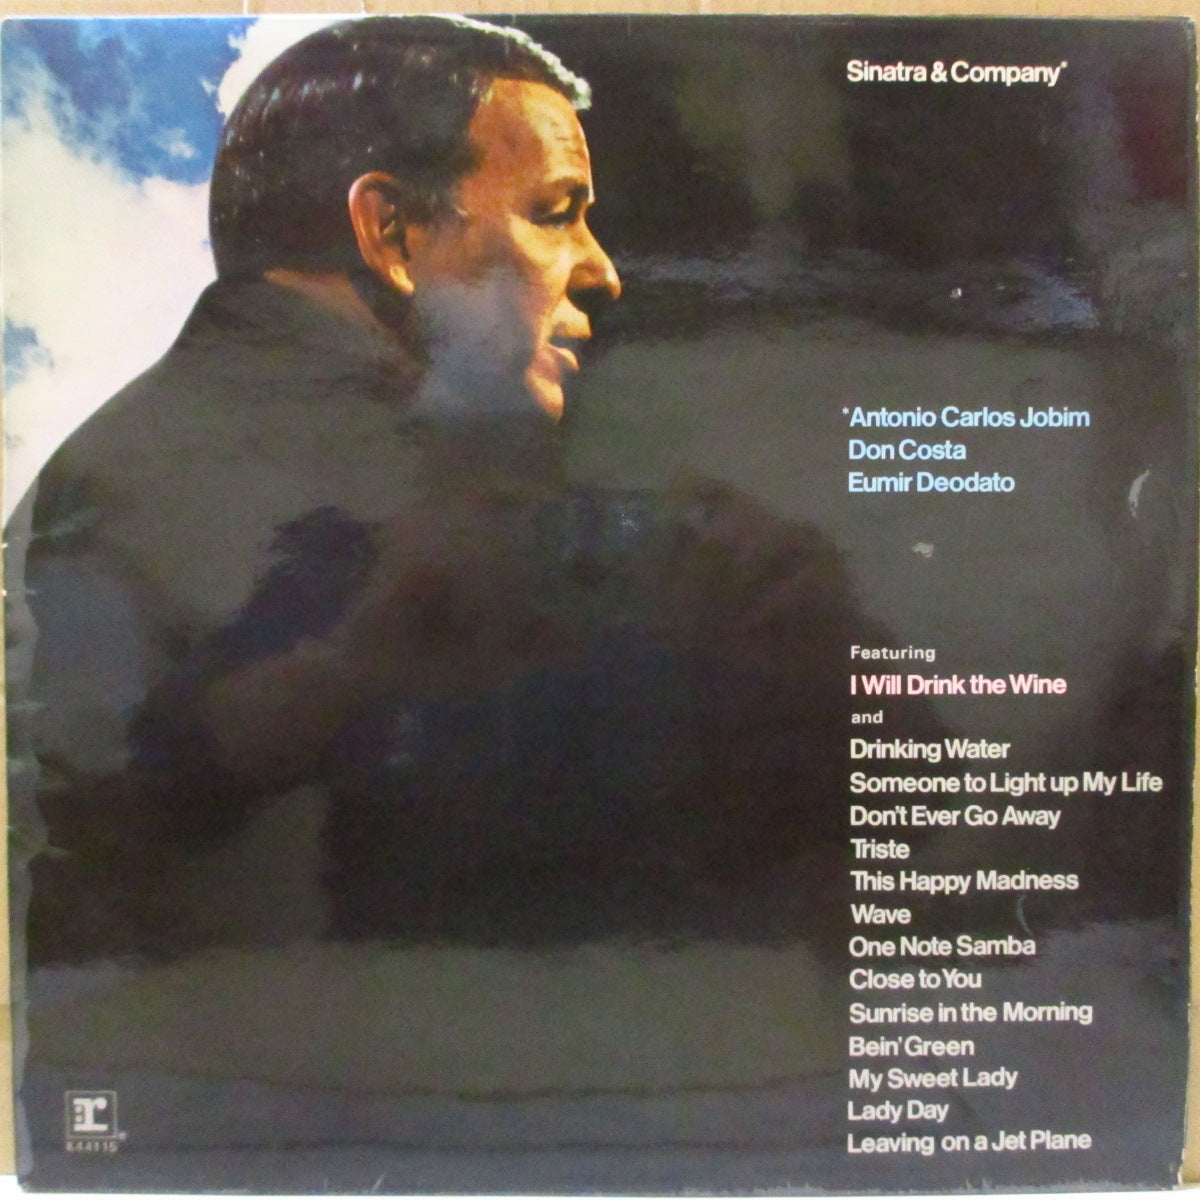 Sinatra & Company*
*Antonio Carlos Jobim
Don Costa
Eumir Deodato
Featuring
I Will Drink the Wine
and
Drinking Water
Someone to Light up My Life
Don't Ever Go Away
Triste
This Happy Madness
Wave
One Note Samba
Close to You
Sunrise in the Morning
Bein' Green
My Sweet Lady
Lady Day
Leaving on a Jet Plane
r
K44115